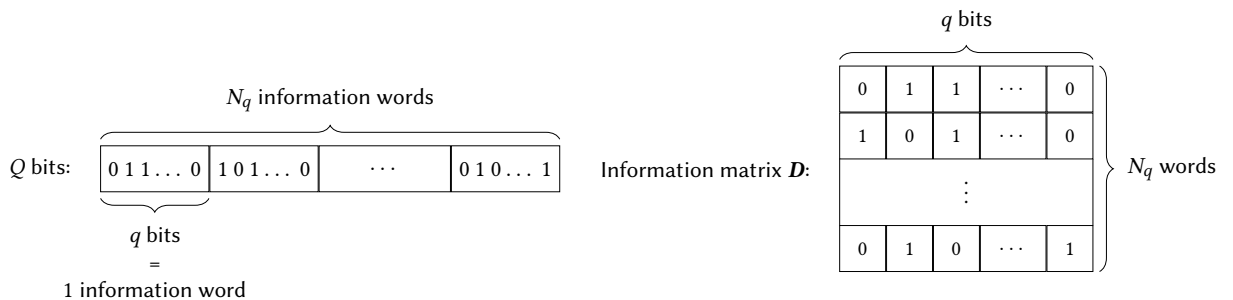 N_q information words
Q bits: 0 1 1 … 0 1 0 1 … 0 ⋯ 0 1 0 … 1
q bits
=
1 information word
q bits
Information matrix D:
0 1 1 ⋯ 0
1 0 1 ⋯ 0
⋮
0 1 0 ⋯ 1
N_q words